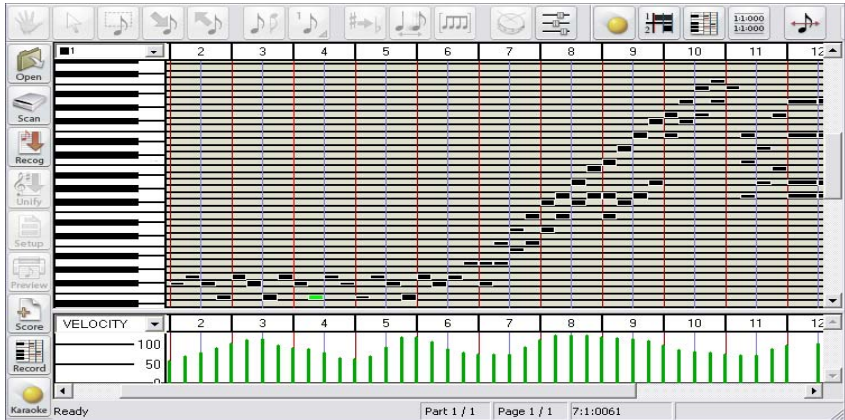 1:1:000
1:1:000
1 2 3 4 5 6 7 8 9 10 11 12
Open
Scan
Recog
Unify
Setup
Preview
Score
Record
Karaoke
VELOCITY 2 3 4 5 6 7 8 9 10 11 12
100
50
0
Ready Part 1 / 1 Page 1 / 1 7:1:0061